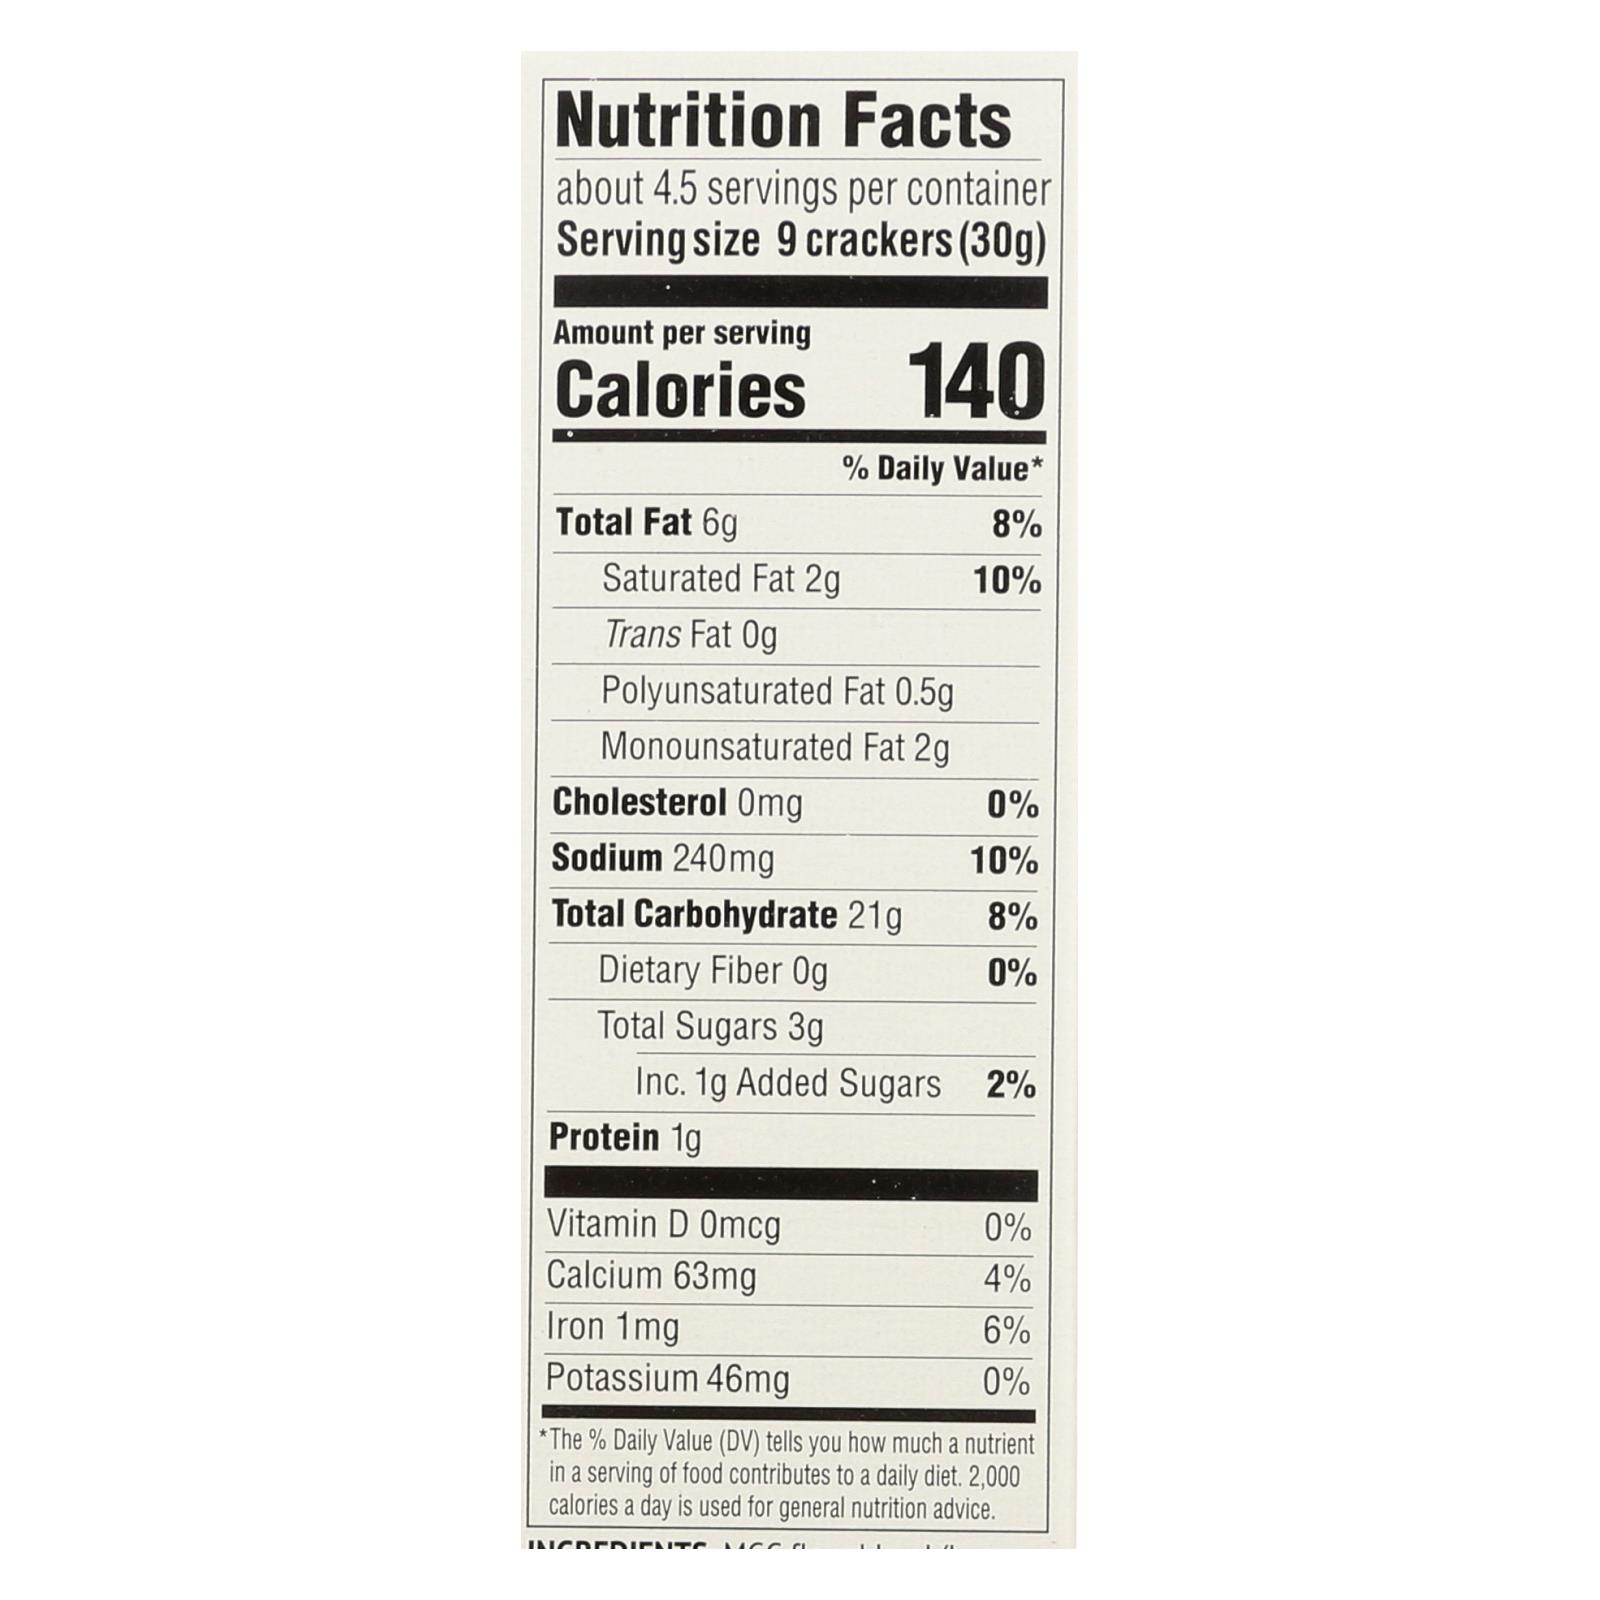 Nutrition Facts
about 4.5 servings per container
Serving size 9 crackers (30g)
Amount per serving
Calories 140
% Daily Value*
Total Fat 6g 8%
Saturated Fat 2g 10%
Trans Fat 0g
Polyunsaturated Fat 0.5g
Monounsaturated Fat 2g
Cholesterol 0mg 0%
Sodium 240mg 10%
Total Carbohydrate 21g 8%
Dietary Fiber 0g 0%
Total Sugars 3g
Inc. 1g Added Sugars 2%
Protein 1g
Vitamin D 0mcg 0%
Calcium 63mg 4%
Iron 1mg 6%
Potassium 46mg 0%
*The % Daily Value (DV) tells you how much a nutrient
in a serving of food contributes to a daily diet. 2,000
calories a day is used for general nutrition advice.
INGREDIENTS